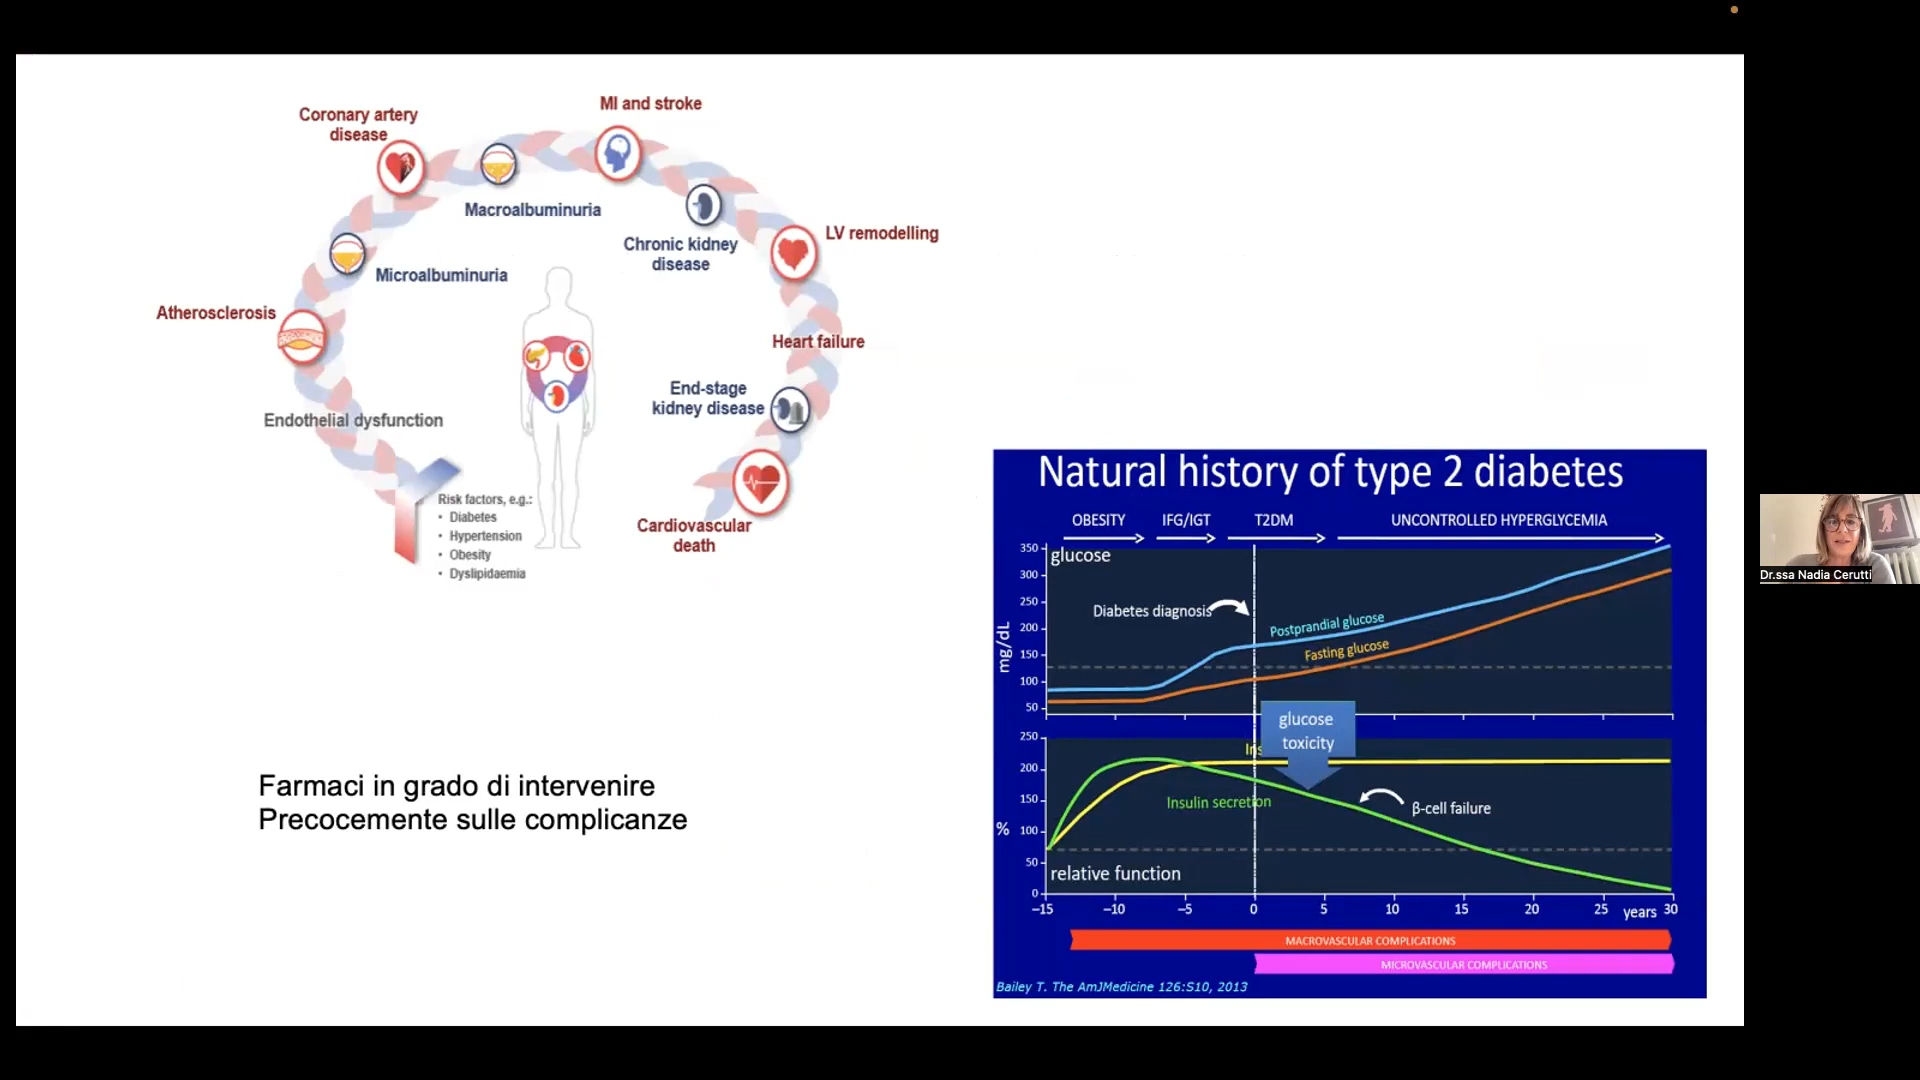 Coronary artery
disease
MI and stroke
Macroalbuminuria
Chronic kidney
disease
LV remodelling
Microalbuminuria
Atherosclerosis
Heart failure
End-stage
kidney disease
Endothelial dysfunction
Risk factors, e.g.:
• Diabetes
• Hypertension
• Obesity
• Dyslipidaemia
Cardiovascular
death
Farmaci in grado di intervenire
Precocemente sulle complicanze
Natural history of type 2 diabetes
OBESITY IFG/IGT T2DM UNCONTROLLED HYPERGLYCEMIA
glucose
350
300
250
200
150
100
50
mg/dL
Diabetes diagnosis
Postprandial glucose
Fasting glucose
glucose
toxicity
250
200
150
100
50
0
%
Insulin secretion
β-cell failure
relative function
–15 –10 –5 0 5 10 15 20 25 years 30
MACROVASCULAR COMPLICATIONS
MICROVASCULAR COMPLICATIONS
Bailey T. The AmJMedicine 126:S10, 2013
Dr.ssa Nadia Cerutti